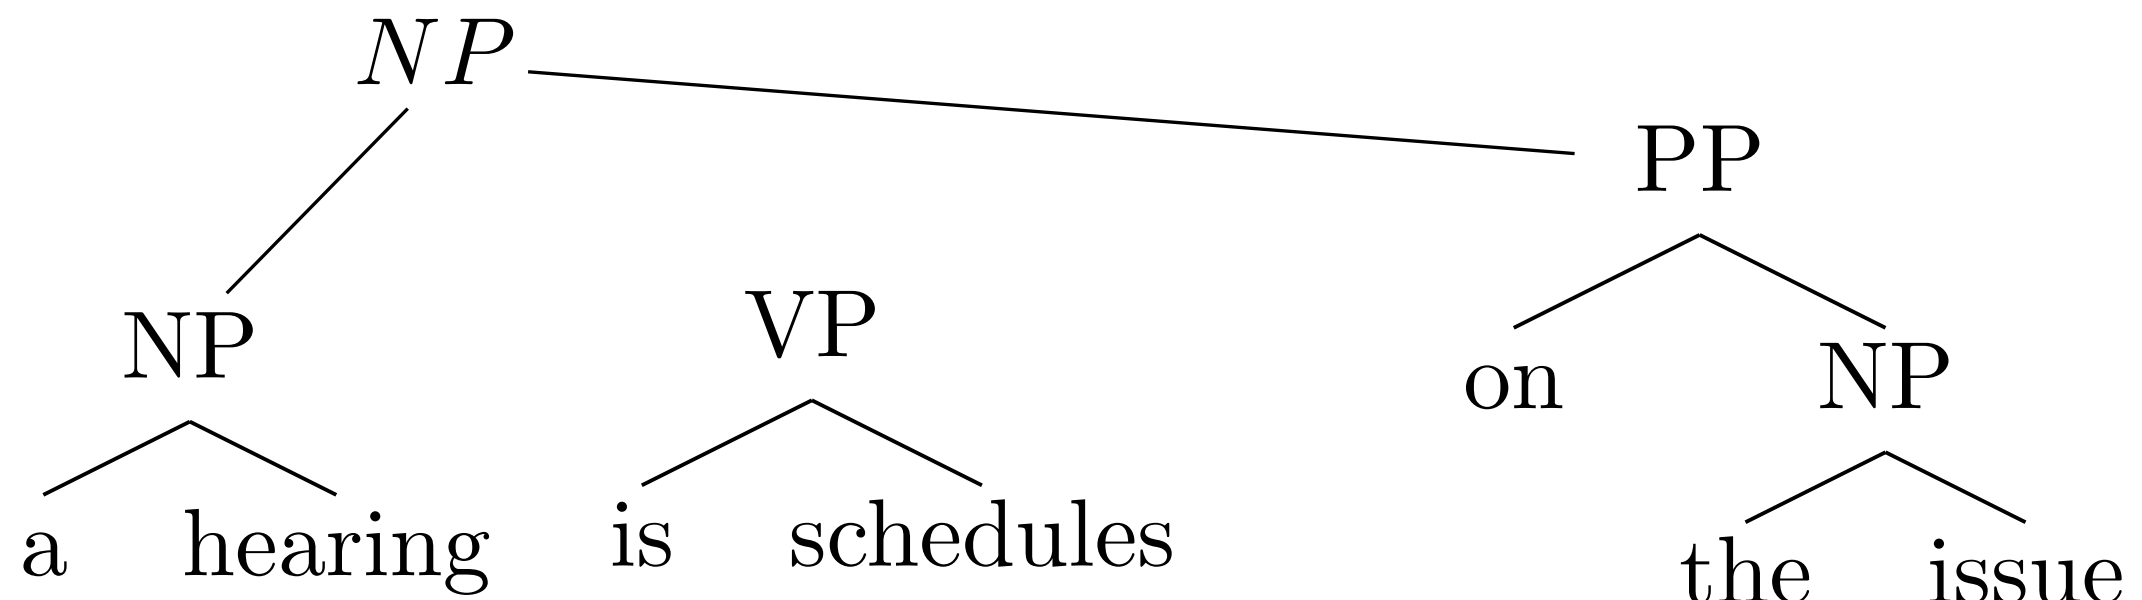 NP
PP
NP VP
on NP
a hearing is schedules
the issue